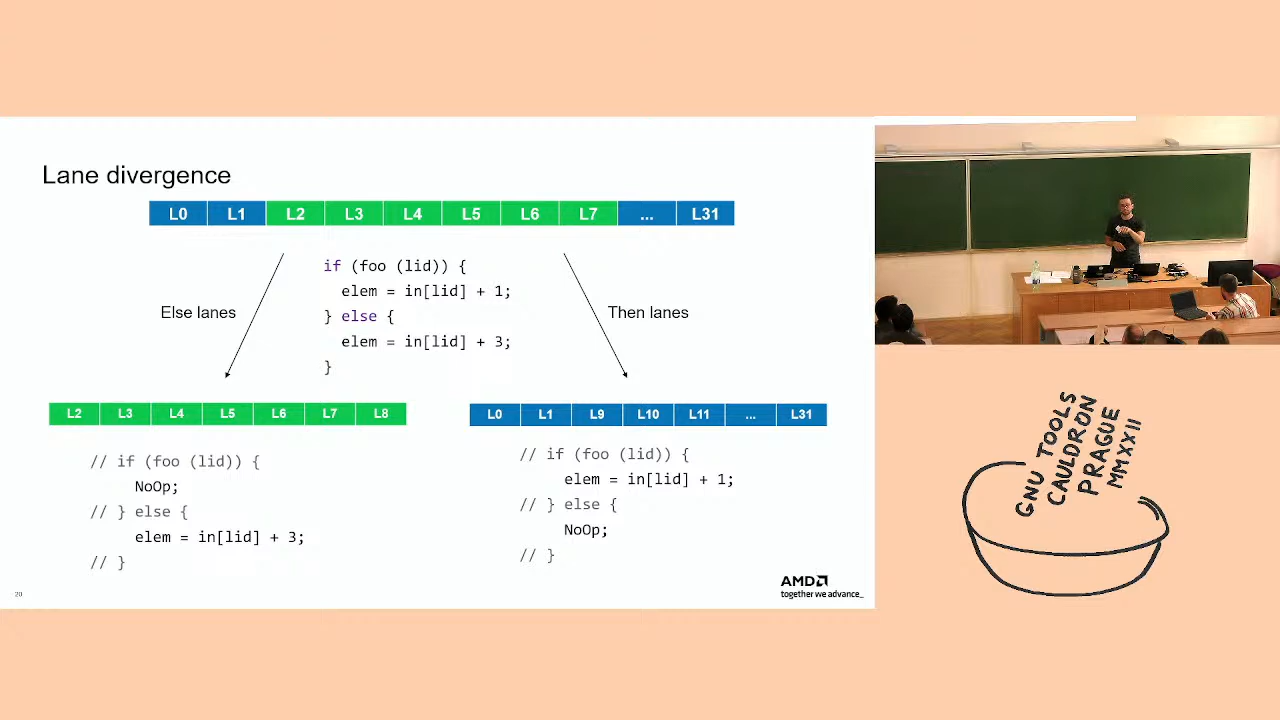 Lane divergence
L0 L1 L2 L3 L4 L5 L6 L7 ... L31
if (foo (lid)) {
elem = in[lid] + 1;
} else {
elem = in[lid] + 3;
}
Else lanes
Then lanes
L2 L3 L4 L5 L6 L7 L8
// if (foo (lid)) {
NoOp;
// } else {
elem = in[lid] + 3;
// }
L0 L1 L9 L10 L11 ... L31
// if (foo (lid)) {
elem = in[lid] + 1;
// } else {
NoOp;
// }
20
AMD
together we advance_
GNU TOOLS
CAULDRON
PRAGUE
MMXXII